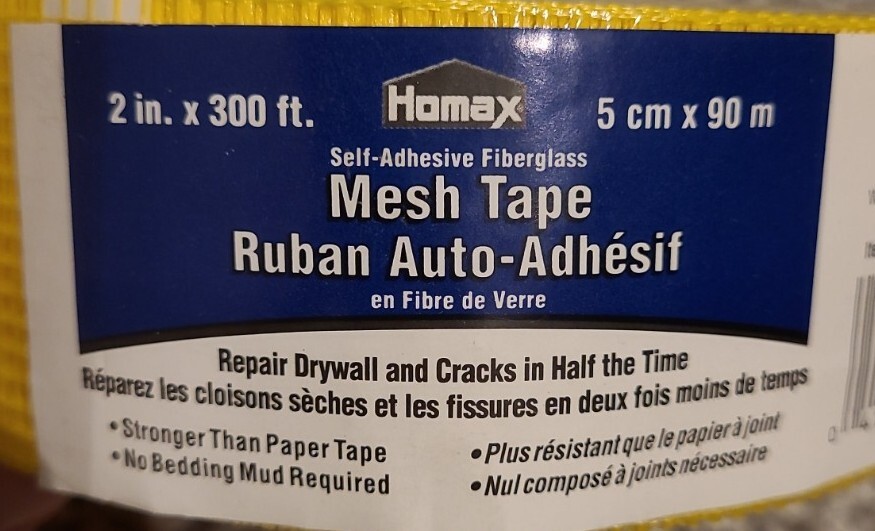 2 in. x 300 ft.
Homax
5 cm x 90 m
Self-Adhesive Fiberglass
Mesh Tape
Ruban Auto-Adhésif
en Fibre de Verre
Repair Drywall and Cracks in Half the Time
Réparez les cloisons sèches et les fissures en deux fois moins de temps
•Stronger Than Paper Tape
•No Bedding Mud Required
•Plus résistant que le papier à joint
•Nul composé à joints nécessaire